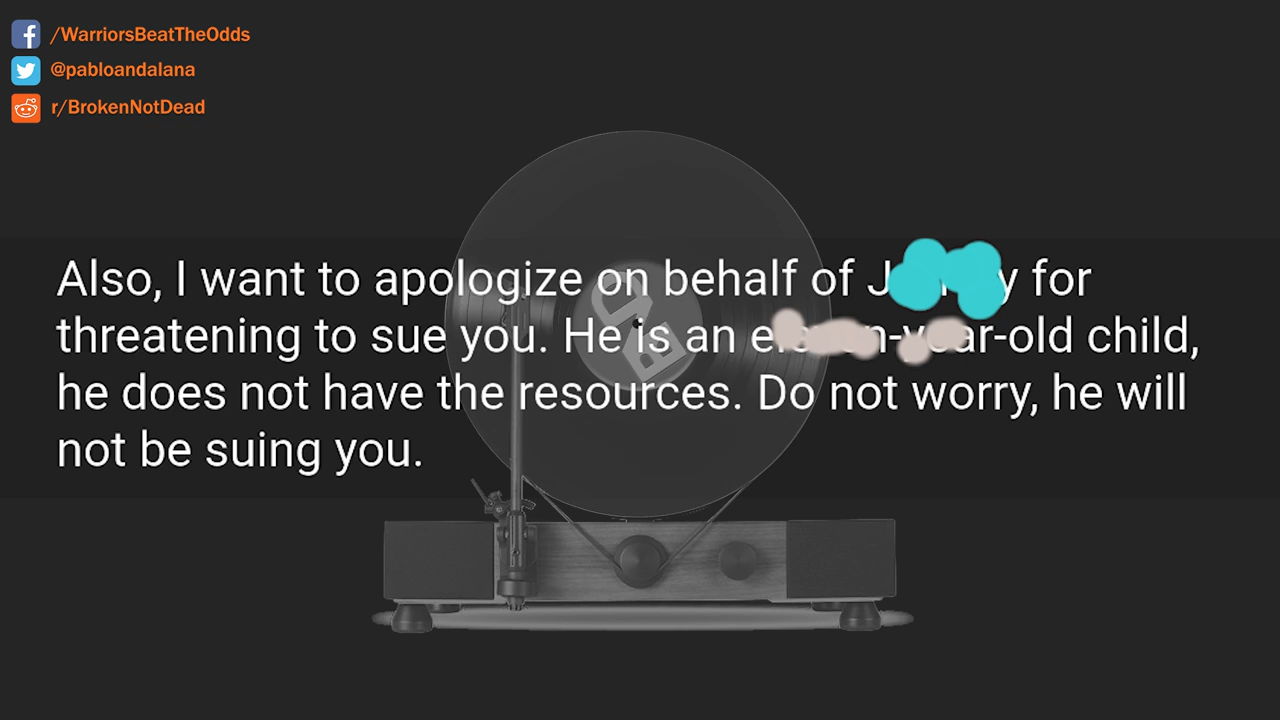 /WarriorsBeatTheOdds
@pabloandalana
r/BrokenNotDead
Also, I want to apologize on behalf of for
threatening to sue you. He is an child,
he does not have the resources. Do not worry, he will
not be suing you.